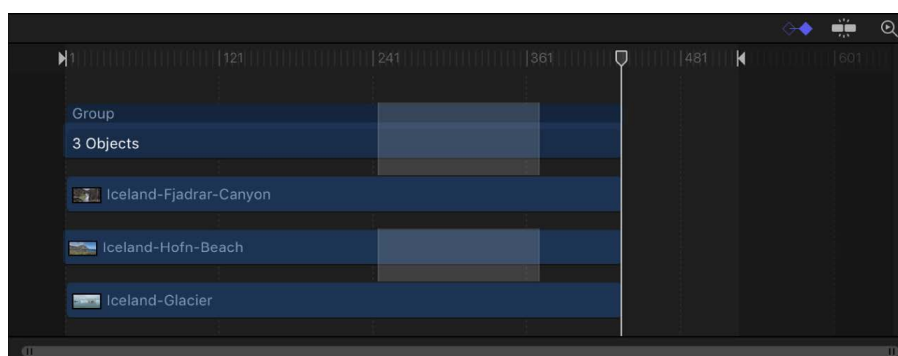 1 121 241 361 481 601
Group
3 Objects
Iceland-Fjadrar-Canyon
Iceland-Hofn-Beach
Iceland-Glacier